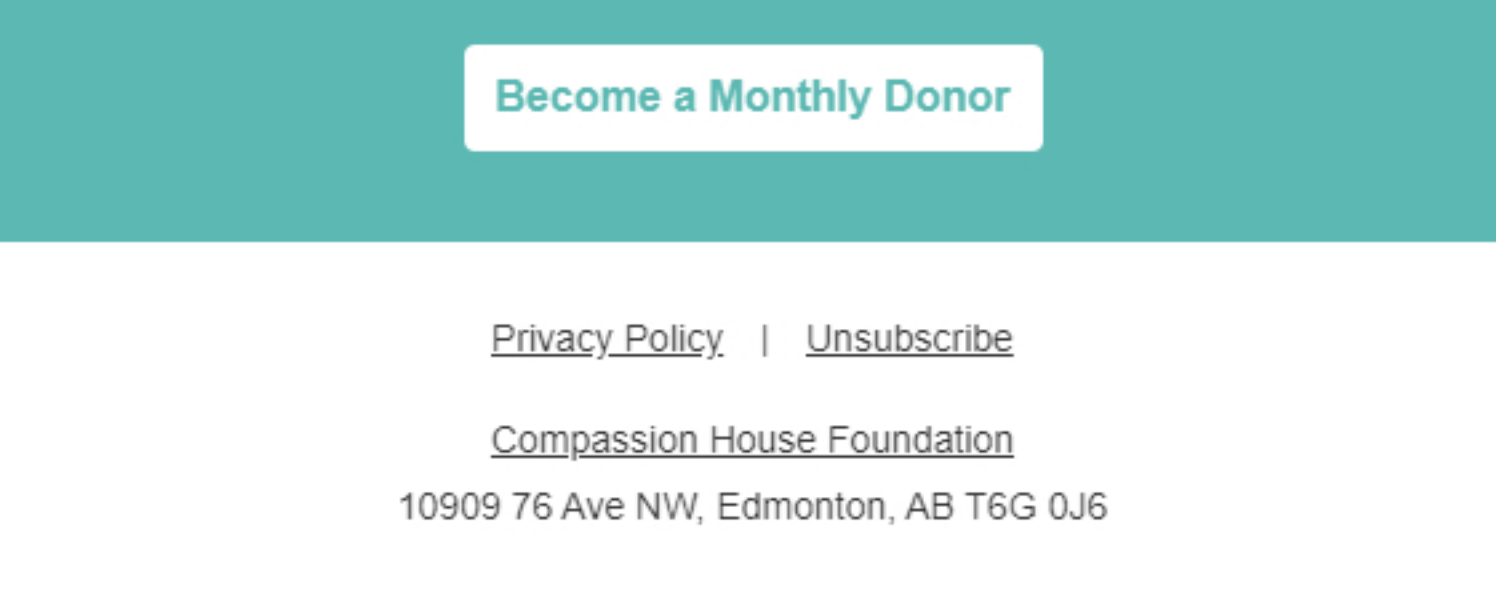 Become a Monthly Donor
Privacy Policy | Unsubscribe
Compassion House Foundation
10909 76 Ave NW, Edmonton, AB T6G 0J6